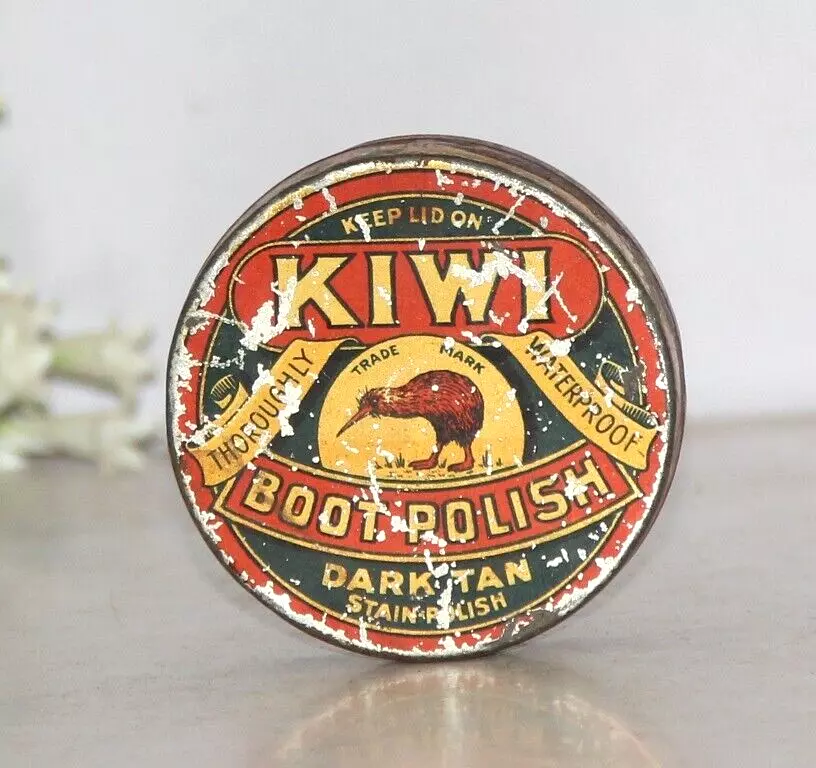 KEEP LID ON
KIWI
THOROUGHLY
WATERPROOF
TRADE MARK
BOOT POLISH
DARK TAN
STAIN-POLISH